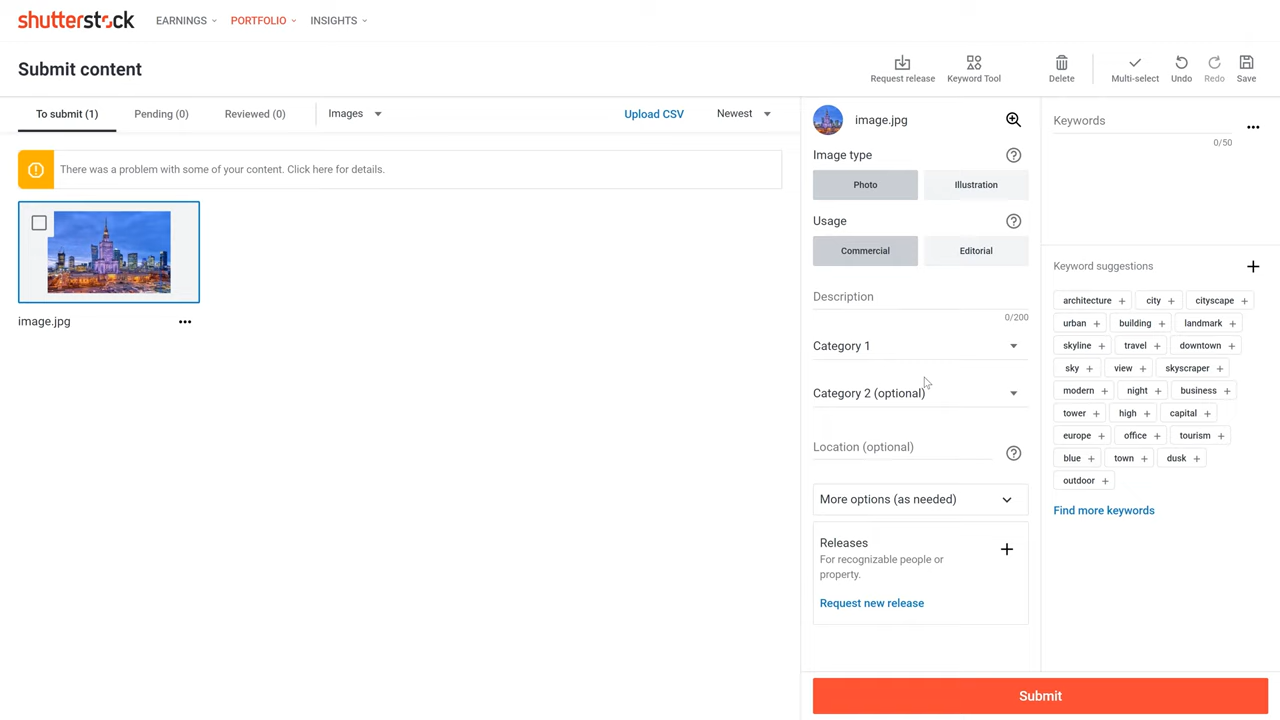 shutterstock
EARNINGS
PORTFOLIO
INSIGHTS
Submit content
Request release
Keyword Tool
Delete
Multi-select
Undo
Redo
Save
To submit (1)
Pending (0)
Reviewed (0)
Images
Upload CSV
Newest
There was a problem with some of your content. Click here for details.
image.jpg
image.jpg
Image type
Photo
Illustration
Usage
Commercial
Editorial
Description
0/200
Category 1
Category 2 (optional)
Location (optional)
More options (as needed)
Releases
For recognizable people or
property.
Request new release
Keywords
0/50
Keyword suggestions
architecture + city + cityscape +
urban + building + landmark +
skyline + travel + downtown +
sky + view + skyscraper +
modern + night + business +
tower + high + capital +
europe + office + tourism +
blue + town + dusk +
outdoor +
Find more keywords
Submit